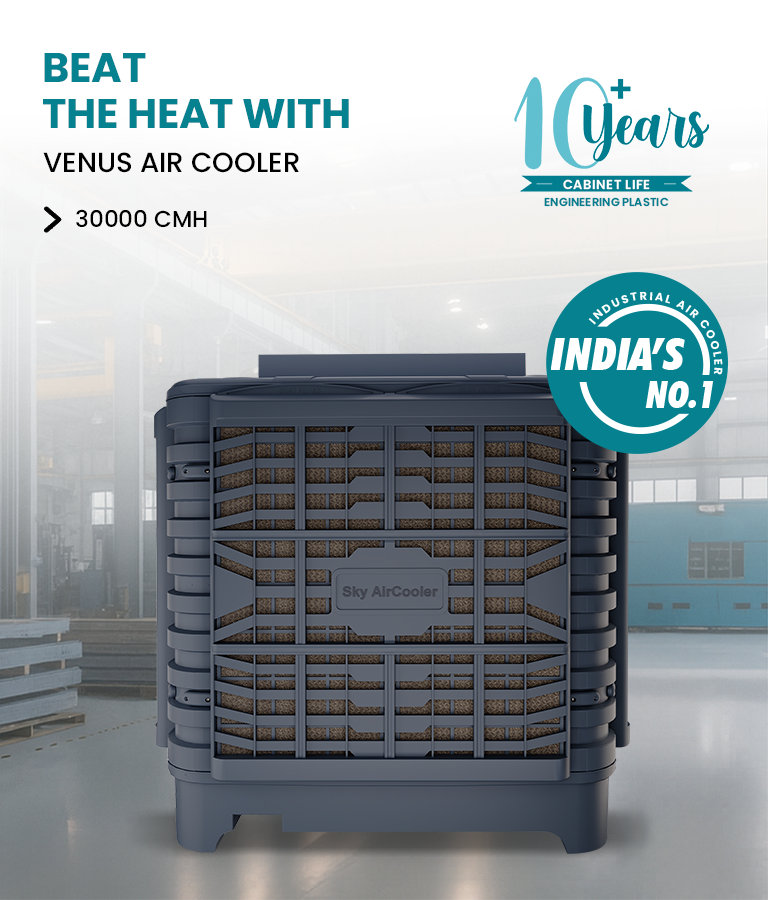 BEAT
THE HEAT WITH
VENUS AIR COOLER
30000 CMH
10+
Years
CABINET LIFE
ENGINEERING PLASTIC
INDUSTRIAL AIR COOLER
INDIA'S
NO.1
Sky AirCooler